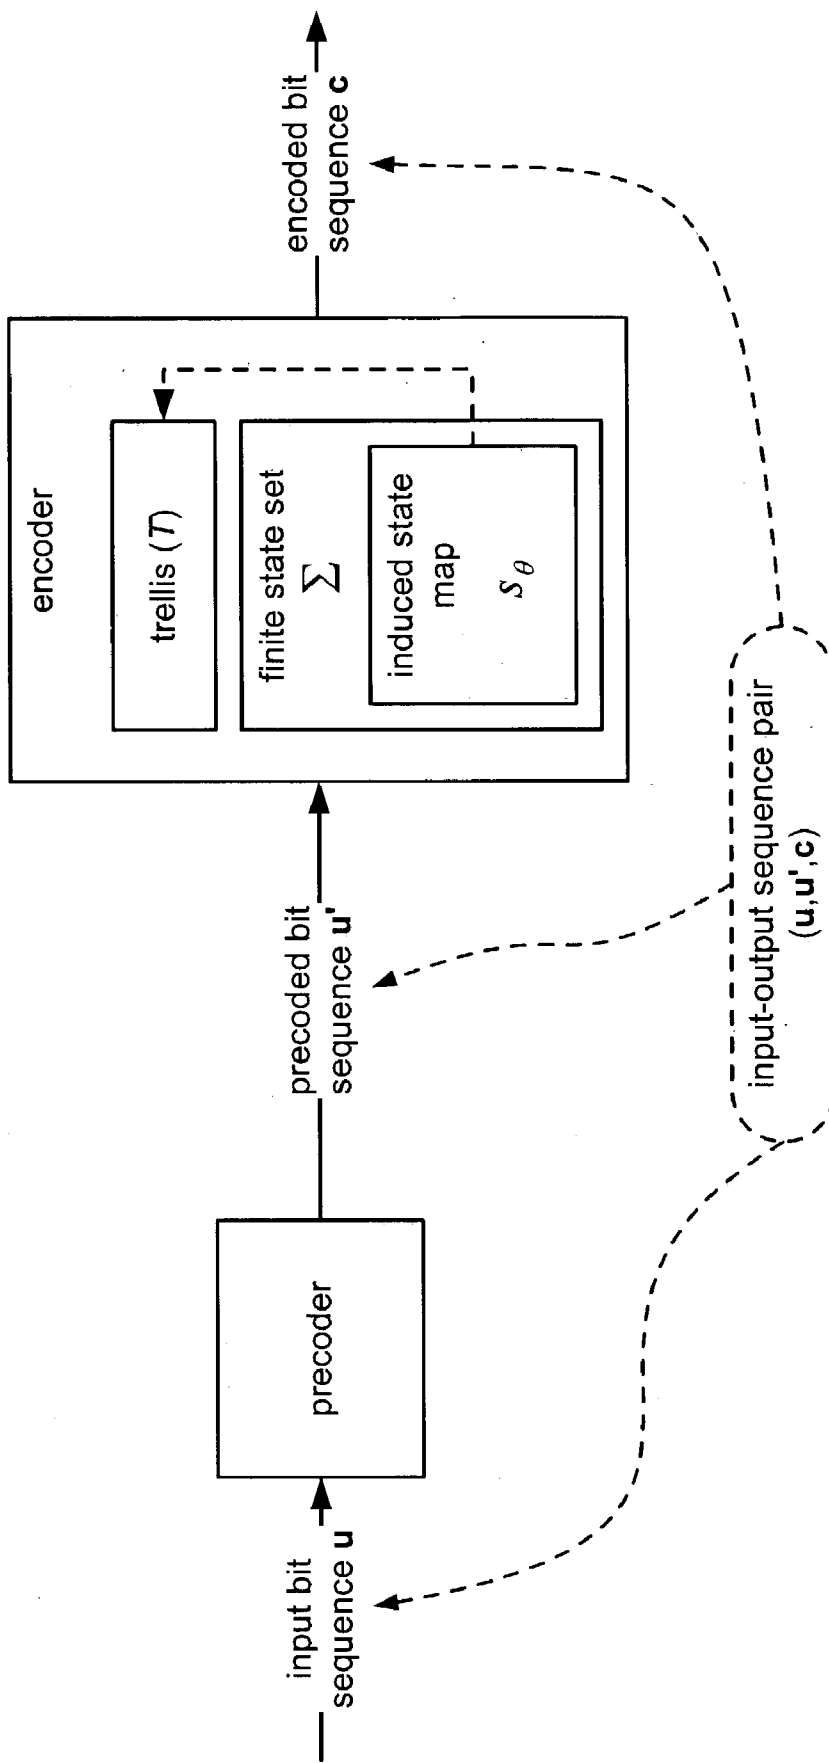 input bit
sequence u
precoder
precoded bit
sequence u'
encoder
trellis (T)
finite state set
Σ
induced state
map
s_θ
encoded bit
sequence c
input-output sequence pair
(u,u',c)